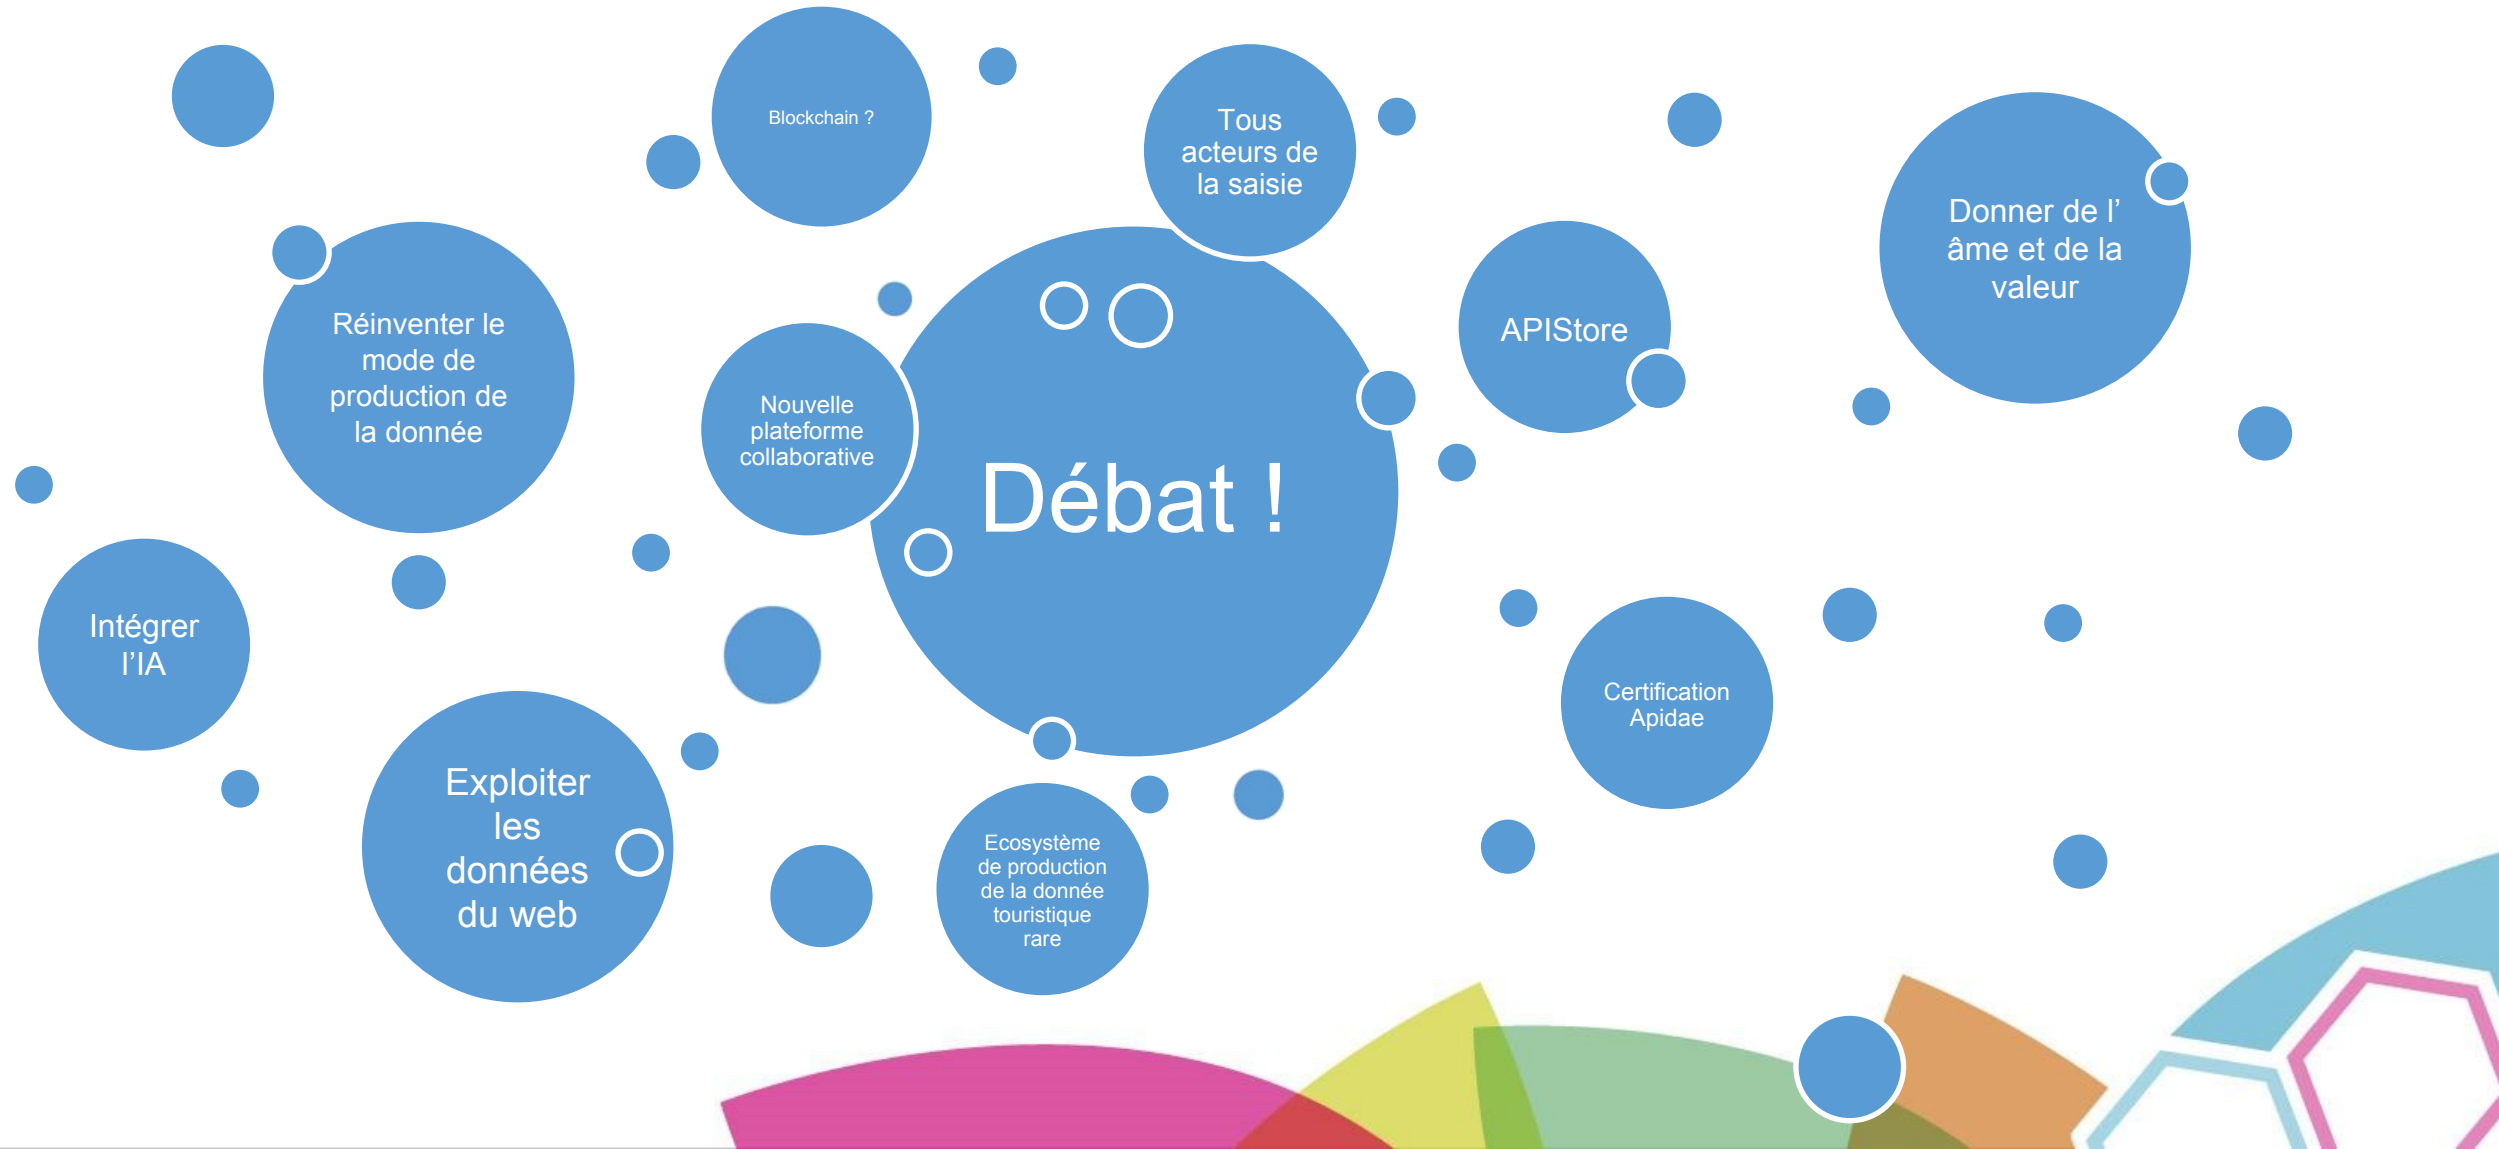 Blockchain ?
Tous
acteurs de
la saisie
Donner de l’
âme et de la
valeur
Réinventer le
mode de
production de
la donnée
APIStore
Nouvelle
plateforme
collaborative
Débat !
Intégrer
l’IA
Certification
Apidae
Exploiter
les
données
du web
Ecosystème
de production
de la donnée
touristique
rare